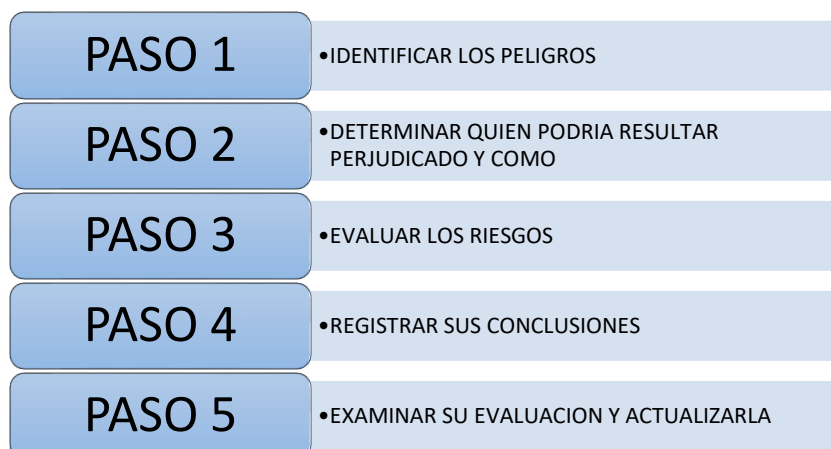 PASO 1
•IDENTIFICAR LOS PELIGROS
PASO 2
•DETERMINAR QUIEN PODRIA RESULTAR
PERJUDICADO Y COMO
PASO 3
•EVALUAR LOS RIESGOS
PASO 4
•REGISTRAR SUS CONCLUSIONES
PASO 5
•EXAMINAR SU EVALUACION Y ACTUALIZARLA